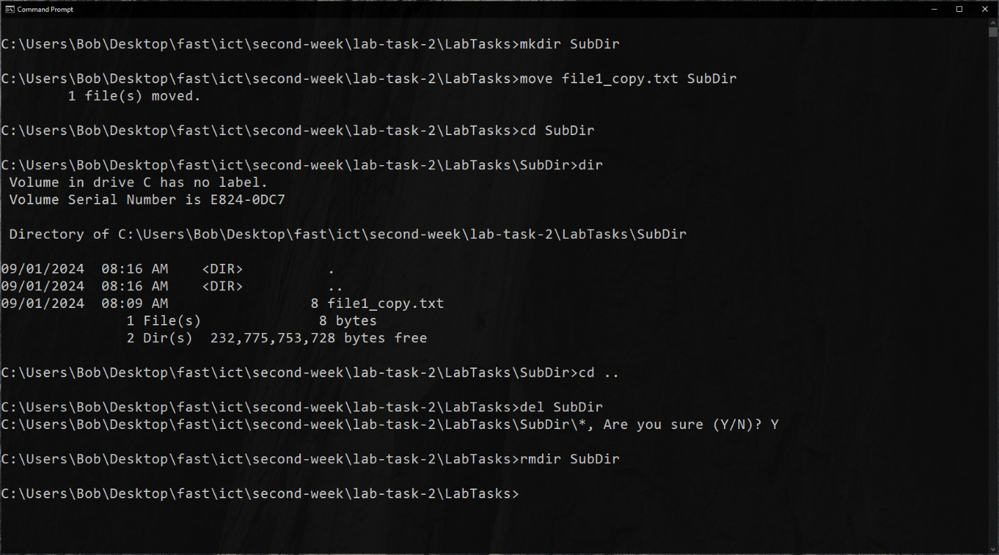 Command Prompt
C:\Users\Bob\Desktop\fast\ict\second-week\lab-task-2\LabTasks>mkdir SubDir
C:\Users\Bob\Desktop\fast\ict\second-week\lab-task-2\LabTasks>move file1_copy.txt SubDir
        1 file(s) moved.
C:\Users\Bob\Desktop\fast\ict\second-week\lab-task-2\LabTasks>cd SubDir
C:\Users\Bob\Desktop\fast\ict\second-week\lab-task-2\LabTasks\SubDir>dir
 Volume in drive C has no label.
 Volume Serial Number is E824-0DC7
 Directory of C:\Users\Bob\Desktop\fast\ict\second-week\lab-task-2\LabTasks\SubDir
09/01/2024  08:16 AM    <DIR>          .
09/01/2024  08:16 AM    <DIR>          ..
09/01/2024  08:09 AM                 8 file1_copy.txt
               1 File(s)              8 bytes
               2 Dir(s)  232,775,753,728 bytes free
C:\Users\Bob\Desktop\fast\ict\second-week\lab-task-2\LabTasks\SubDir>cd ..
C:\Users\Bob\Desktop\fast\ict\second-week\lab-task-2\LabTasks>del SubDir
C:\Users\Bob\Desktop\fast\ict\second-week\lab-task-2\LabTasks\SubDir\*, Are you sure (Y/N)? Y
C:\Users\Bob\Desktop\fast\ict\second-week\lab-task-2\LabTasks>rmdir SubDir
C:\Users\Bob\Desktop\fast\ict\second-week\lab-task-2\LabTasks>